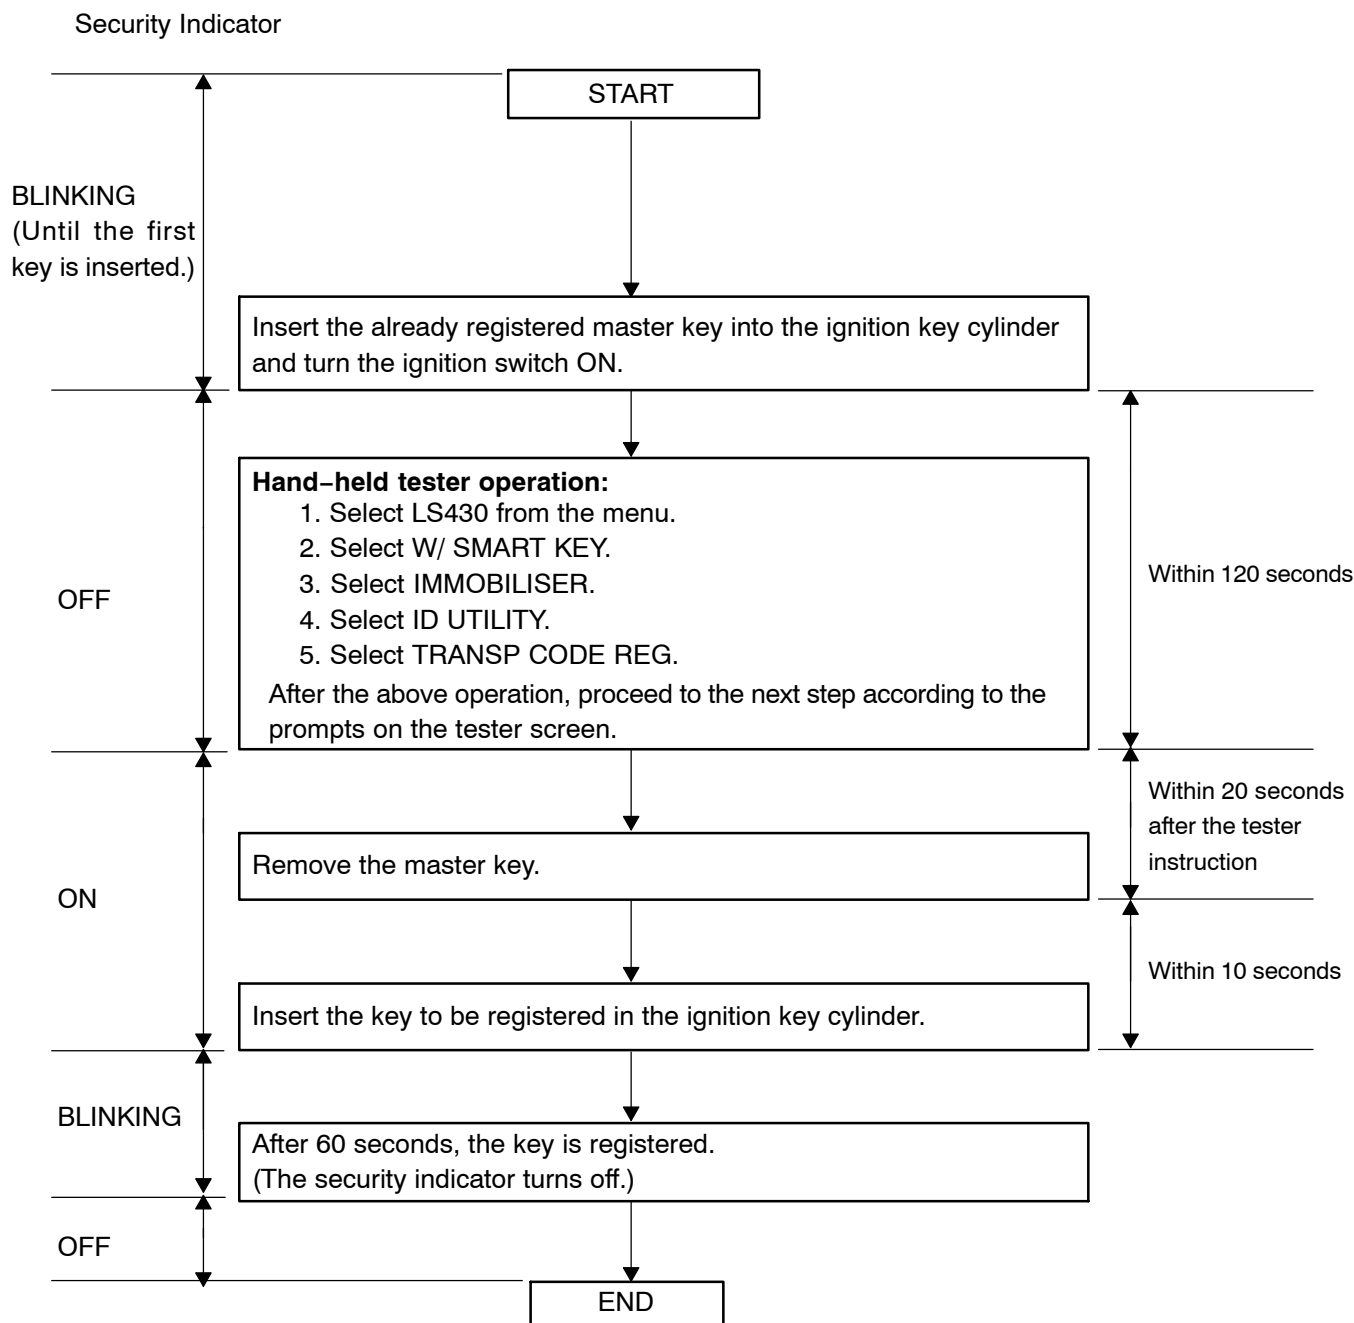 Security Indicator
START
BLINKING
(Until the first
key is inserted.)
Insert the already registered master key into the ignition key cylinder
and turn the ignition switch ON.
OFF
Hand−held tester operation:
1. Select LS430 from the menu.
2. Select W/ SMART KEY.
3. Select IMMOBILISER.
4. Select ID UTILITY.
5. Select TRANSP CODE REG.
After the above operation, proceed to the next step according to the
prompts on the tester screen.
Within 120 seconds
Within 20 seconds
after the tester
instruction
Remove the master key.
ON
Within 10 seconds
Insert the key to be registered in the ignition key cylinder.
BLINKING
After 60 seconds, the key is registered.
(The security indicator turns off.)
OFF
END